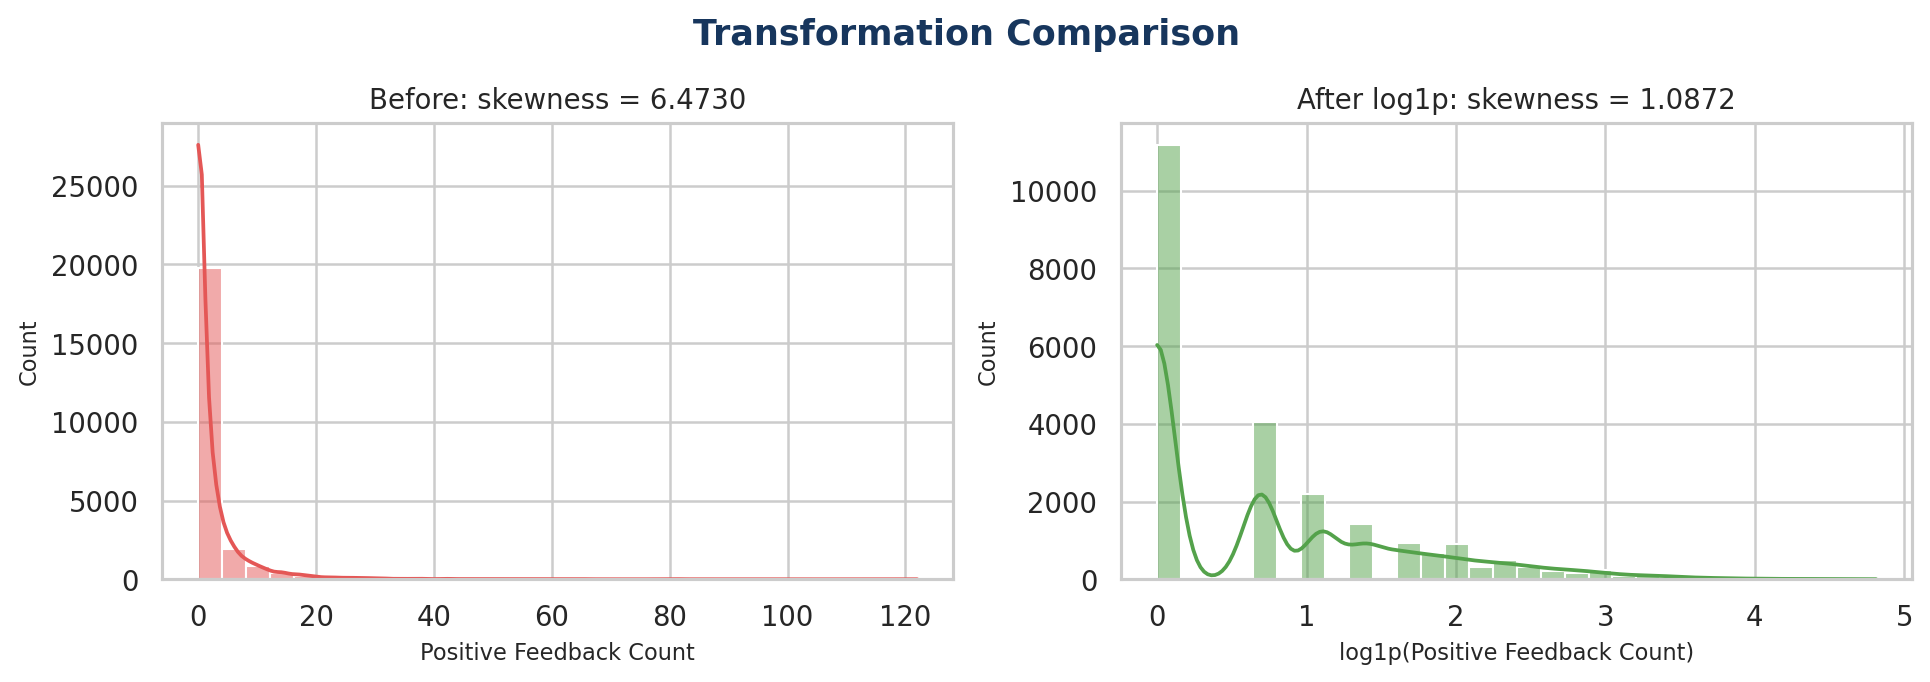 Transformation Comparison
Before: skewness = 6.4730
25000
20000
15000
10000
5000
0
Count
0 20 40 60 80 100 120
Positive Feedback Count
After log1p: skewness = 1.0872
10000
8000
6000
4000
2000
0
Count
0 1 2 3 4 5
log1p(Positive Feedback Count)